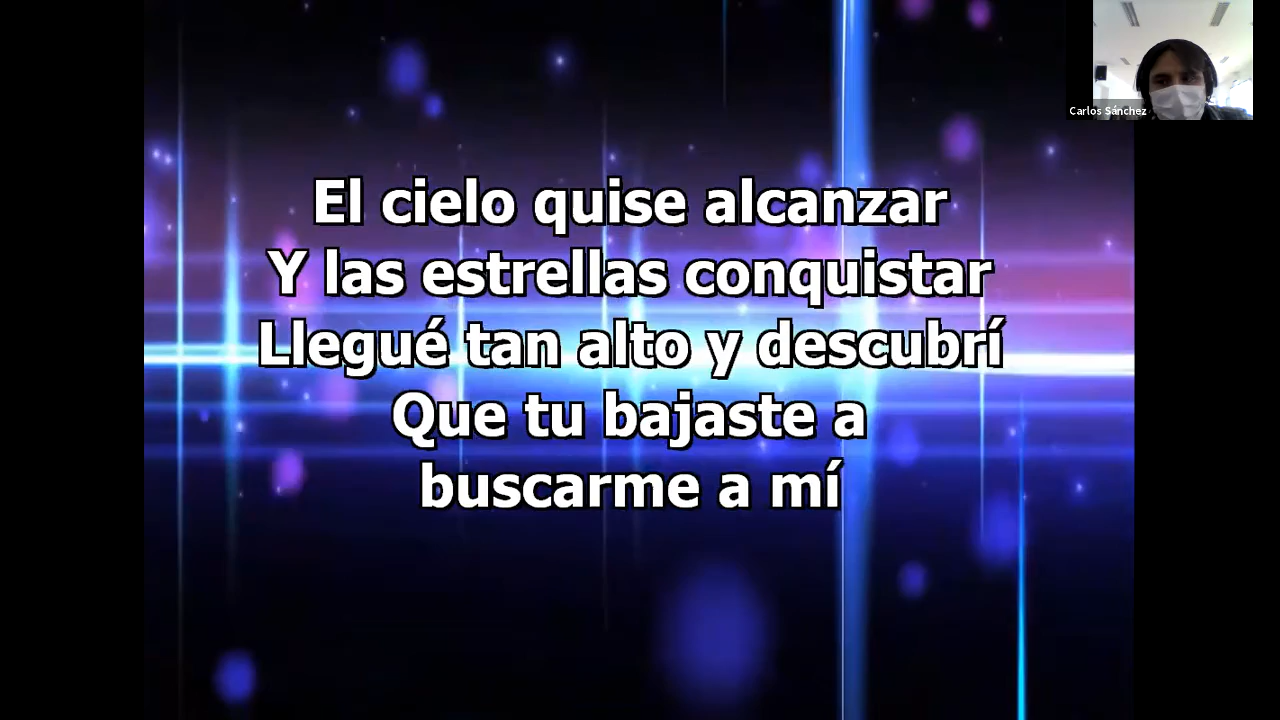 Carlos Sánchez
El cielo quise alcanzar
Y las estrellas conquistar
Llegué tan alto y descubrí
Que tu bajaste a
buscarme a mí